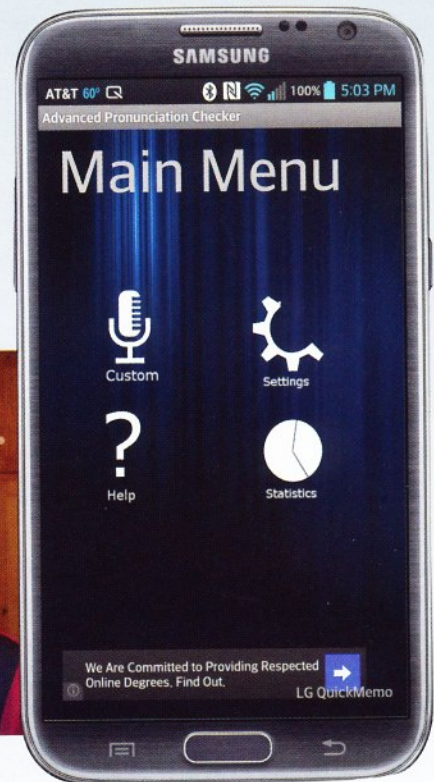 SAMSUNG
AT&T 60° 100% 5:03 PM
Advanced Pronunciation Checker
Main Menu
Custom
Settings
Help
Statistics
We Are Committed to Providing Respected
Online Degrees, Find Out.
LG QuickMemo